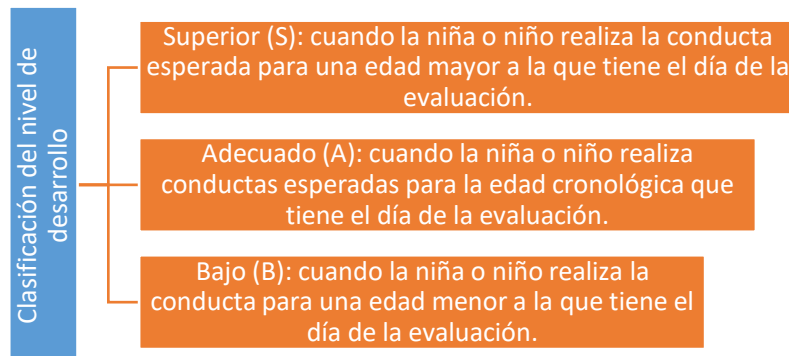 Clasificación del nivel de
desarrollo
Superior (S): cuando la niña o niño realiza la conducta
esperada para una edad mayor a la que tiene el día de la
evaluación.
Adecuado (A): cuando la niña o niño realiza
conductas esperadas para la edad cronológica que
tiene el día de la evaluación.
Bajo (B): cuando la niña o niño realiza la
conducta para una edad menor a la que tiene el
día de la evaluación.